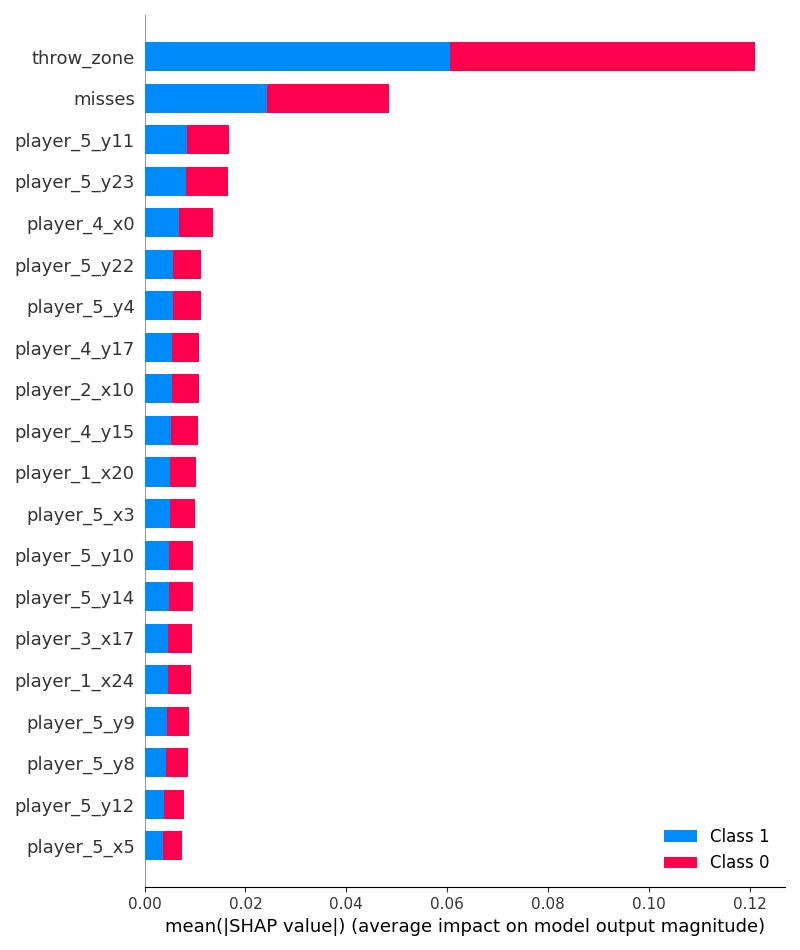 throw_zone
misses
player_5_y11
player_5_y23
player_4_x0
player_5_y22
player_5_y4
player_4_y17
player_2_x10
player_4_y15
player_1_x20
player_5_x3
player_5_y10
player_5_y14
player_3_x17
player_1_x24
player_5_y9
player_5_y8
player_5_y12
player_5_x5
Class 1
Class 0
0.00 0.02 0.04 0.06 0.08 0.10 0.12
mean(|SHAP value|) (average impact on model output magnitude)